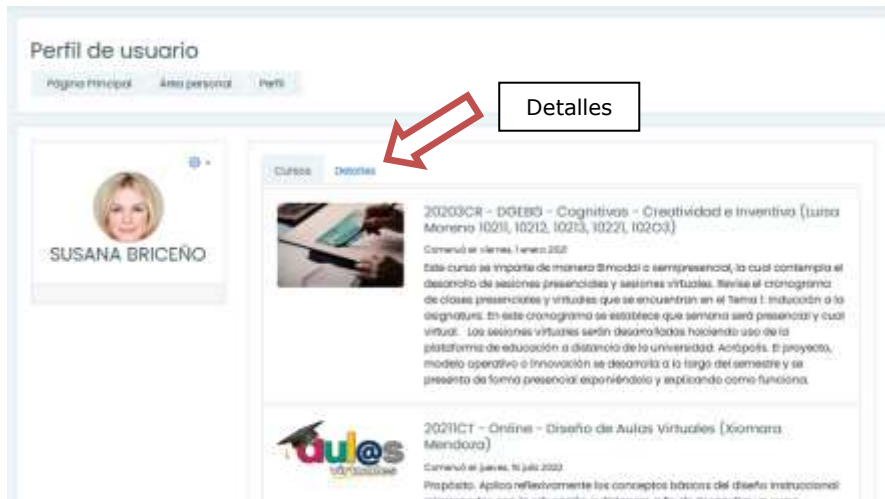 Perfil de usuario
Página Principal Área personal Perfil
Detalles
Cursos Detalles
SUSANA BRICEÑO
20203CR - DGEBG - Cognitivas - Creatividad e Inventiva (Luisa
Moreno 10211, 10212, 10213, 10221, 102O3)
Comenzó el viernes, 1 enero 2021
Este curso se imparte de manera Bimodal o semipresencial, la cual contempla el
desarrollo de sesiones presenciales y sesiones virtuales. Revise el cronograma
de clases presenciales y virtuales que se encuentran en el Tema 1: Inducción a la
asignatura. En este cronograma se establece que semana será presencial y cual
virtual. Las sesiones virtuales serán desarrolladas haciendo uso de la
plataforma de educación a distancia de la universidad: Acrópolis. El proyecto,
modelo operativo o innovación se desarrolla a lo largo del semestre y se
presenta de forma presencial exponiéndolo y explicando como funciona.
aul@s
virtuales
20211CT - Online - Diseño de Aulas Virtuales (Xiomara
Mendoza)
Comenzó el jueves, julio
Propósito. Aplica reflexivamente los conceptos básicos del diseño instruccional